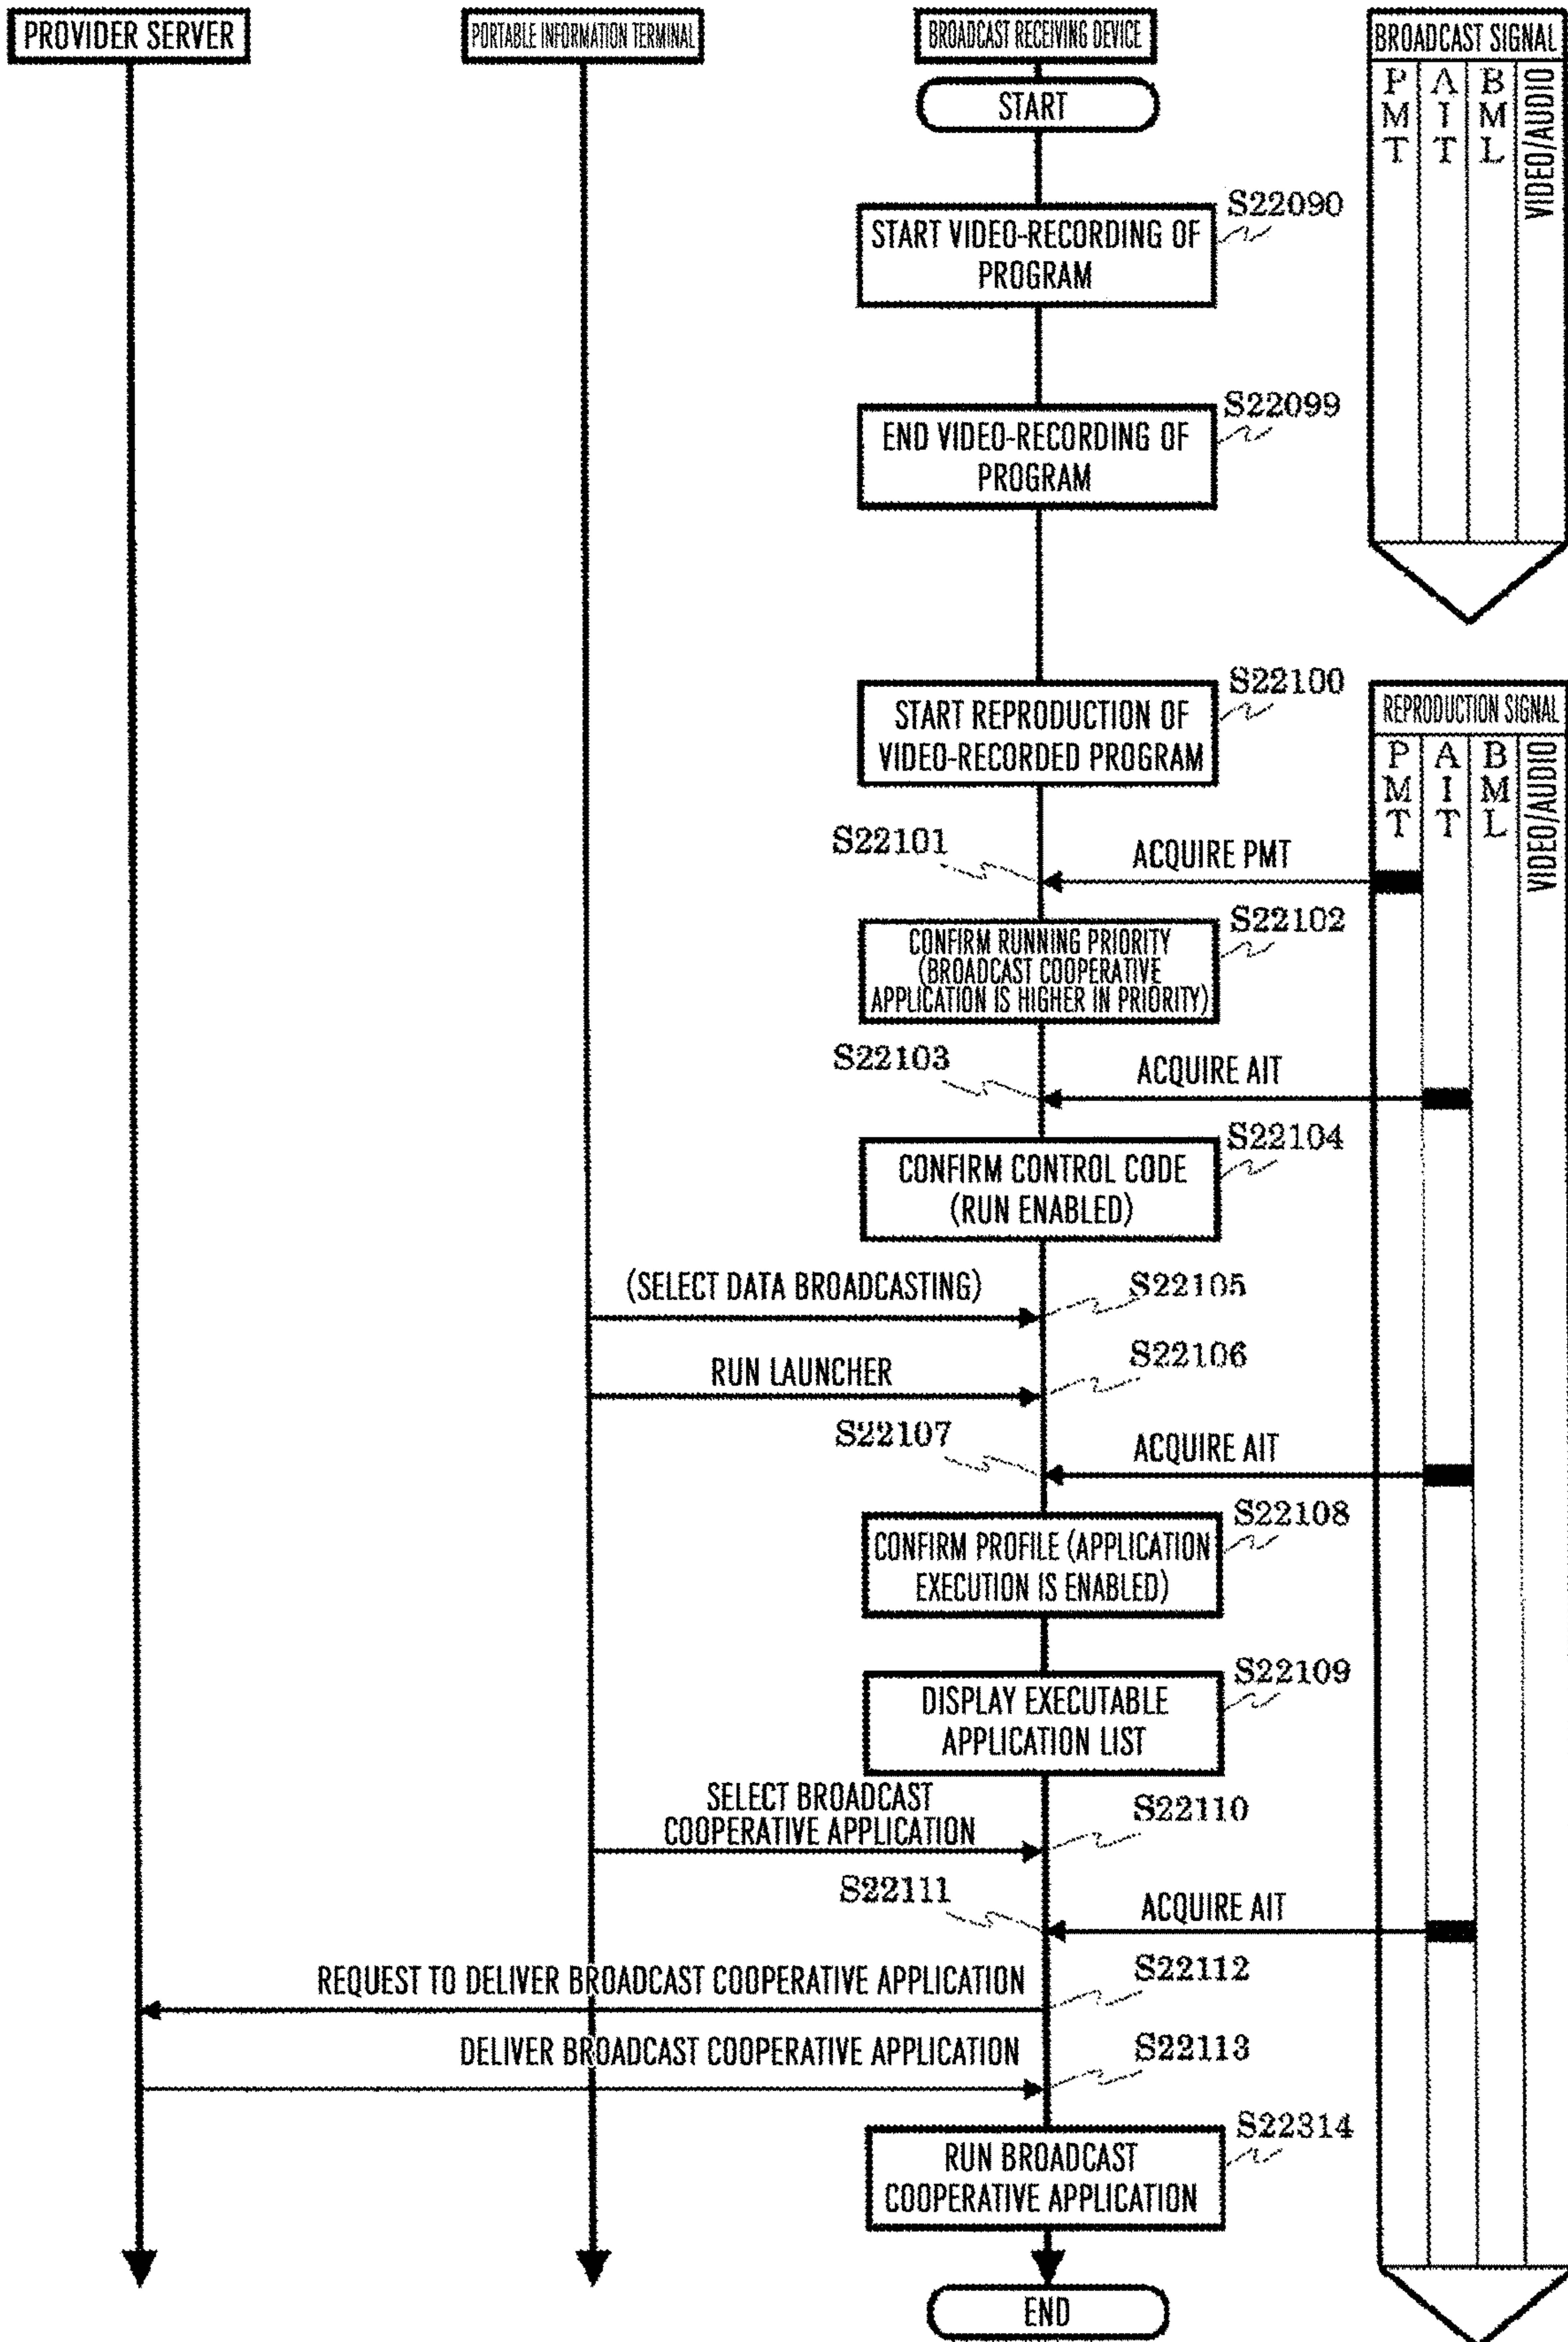 PROVIDER SERVER
PORTABLE INFORMATION TERMINAL
BROADCAST RECEIVING DEVICE
BROADCAST SIGNAL
PMT
AIT
BML
VIDEO/AUDIO
START
S22090
START VIDEO-RECORDING OF
PROGRAM
S22099
END VIDEO-RECORDING OF
PROGRAM
S22100
START REPRODUCTION OF
VIDEO-RECORDED PROGRAM
REPRODUCTION SIGNAL
PMT
AIT
BML
VIDEO/AUDIO
S22101
ACQUIRE PMT
S22102
CONFIRM RUNNING PRIORITY
(BROADCAST COOPERATIVE
APPLICATION IS HIGHER IN PRIORITY)
S22103
ACQUIRE AIT
S22104
CONFIRM CONTROL CODE
(RUN ENABLED)
(SELECT DATA BROADCASTING)
S22105
RUN LAUNCHER
S22106
S22107
ACQUIRE AIT
S22108
CONFIRM PROFILE (APPLICATION
EXECUTION IS ENABLED)
S22109
DISPLAY EXECUTABLE
APPLICATION LIST
SELECT BROADCAST
COOPERATIVE APPLICATION
S22110
S22111
ACQUIRE AIT
REQUEST TO DELIVER BROADCAST COOPERATIVE APPLICATION
S22112
DELIVER BROADCAST COOPERATIVE APPLICATION
S22113
S22314
RUN BROADCAST
COOPERATIVE APPLICATION
END